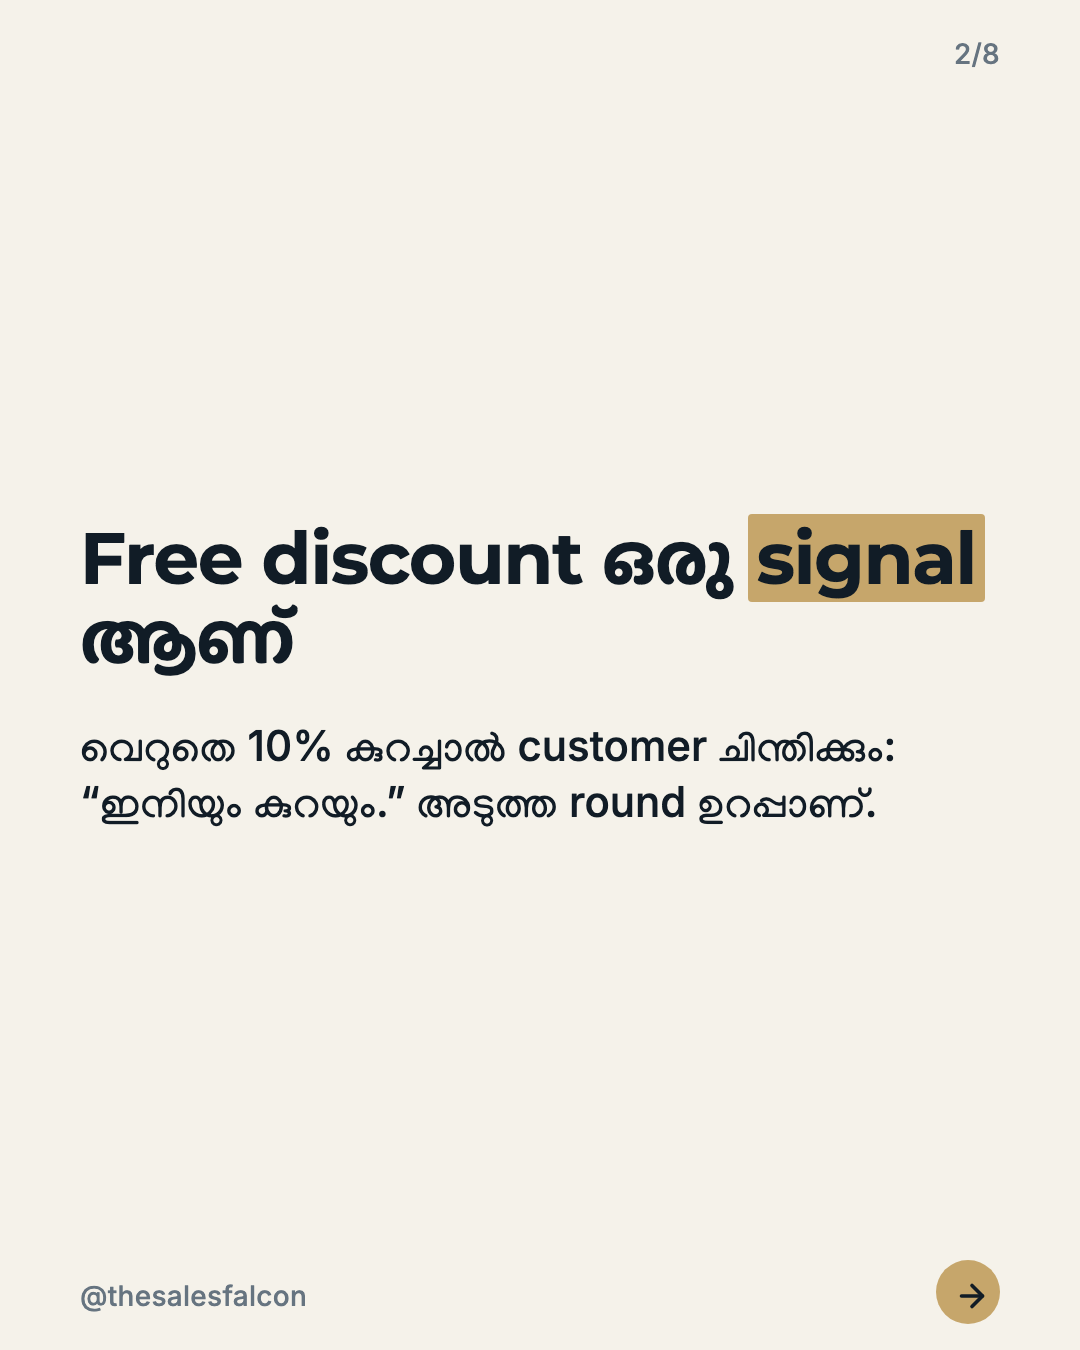 2/8
Free discount ഒരു signal
ആണ്
വെറുതെ 10% കുറച്ചാൽ customer ചിന്തിക്കും:
“ഇനിയും കുറയും.” അടുത്ത round ഉറപ്പാണ്.
@thesalesfalcon